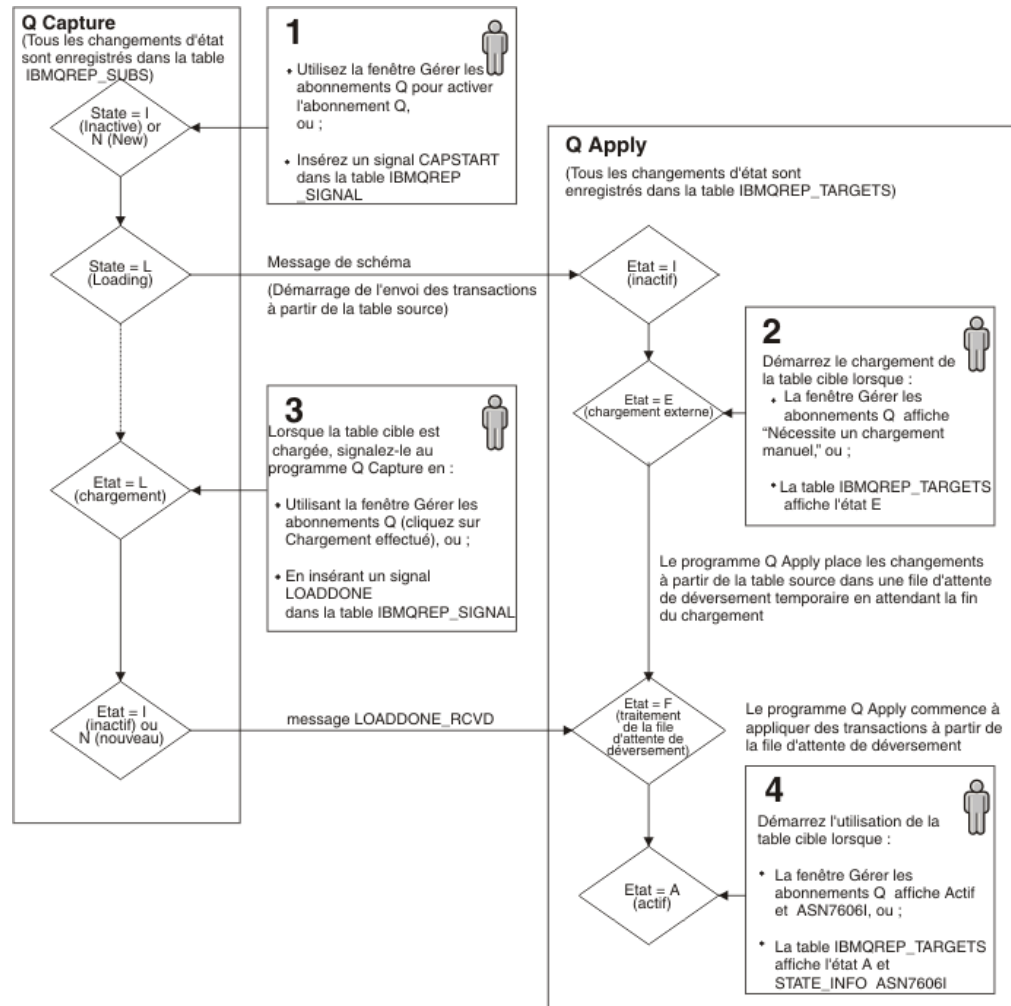 Q Capture
(Tous les changements d'état
sont enregistrés dans la table
IBMQREP_SUBS)
State = I
(Inactive) or
N (New)
1
Utilisez la fenêtre Gérer les
abonnements Q pour activer
l'abonnement Q,
ou ;
Insérez un signal CAPSTART
dans la table IBMQREP
_SIGNAL
Q Apply
(Tous les changements d'état sont
enregistrés dans la table IBMQREP_TARGETS)
State = L
(Loading)
Message de schéma
(Démarrage de l'envoi des transactions
à partir de la table source)
Etat = I
(inactif)
2
Démarrez le chargement de
la table cible lorsque :
La fenêtre Gérer les
abonnements Q affiche
“Nécessite un chargement
manuel,” ou ;
La table IBMQREP_TARGETS
affiche l'état E
Etat = E
(chargement externe)
3
Lorsque la table cible est
chargée, signalez-le au
programme Q Capture en :
Utilisant la fenêtre Gérer les
abonnements Q (cliquez sur
Chargement effectué), ou ;
En insérant un signal
LOADDONE
dans la table IBMQREP_SIGNAL
Etat = L
(chargement)
Le programme Q Apply place les changements
à partir de la table source dans une file d'attente
de déversement temporaire en attendant la fin
du chargement
Etat = I
(inactif) ou
N (nouveau)
message LOADDONE_RCVD
Etat = F
(traitement
de la file
d'attente de
déversement)
Le programme Q Apply commence à
appliquer des transactions à partir de
la file d'attente de déversement
4
Démarrez l'utilisation de la
table cible lorsque :
La fenêtre Gérer les
abonnements Q affiche Actif
et ASN7606I, ou ;
La table IBMQREP_TARGETS
affiche l'état A et
STATE_INFO ASN7606I
Etat = A
(actif)